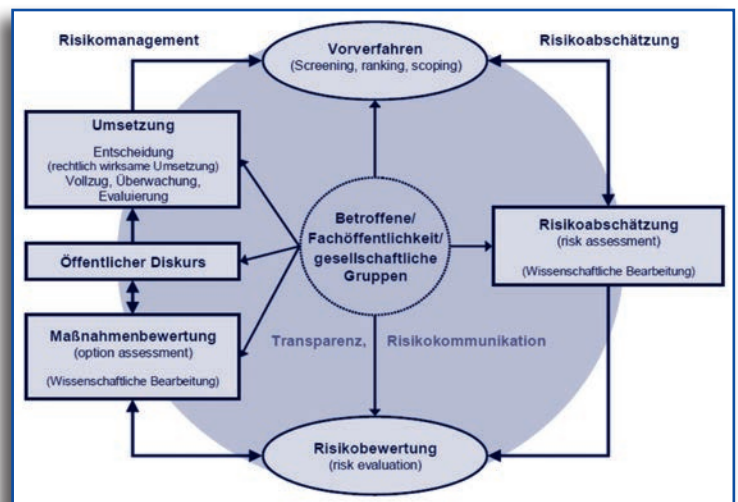 Risikomanagement
Vorverfahren
(Screening, ranking, scoping)
Risikoabschätzung
Umsetzung
Entscheidung
(rechtlich wirksame Umsetzung)
Vollzug, Überwachung,
Evaluierung
Betroffene/
Fachöffentlichkeit/
gesellschaftliche
Gruppen
Risikoabschätzung
(risk assessment)
(Wissenschaftliche Bearbeitung)
Öffentlicher Diskurs
Maßnahmenbewertung
(option assessment)
(Wissenschaftliche Bearbeitung)
Transparenz, Risikokommunikation
Risikobewertung
(risk evaluation)